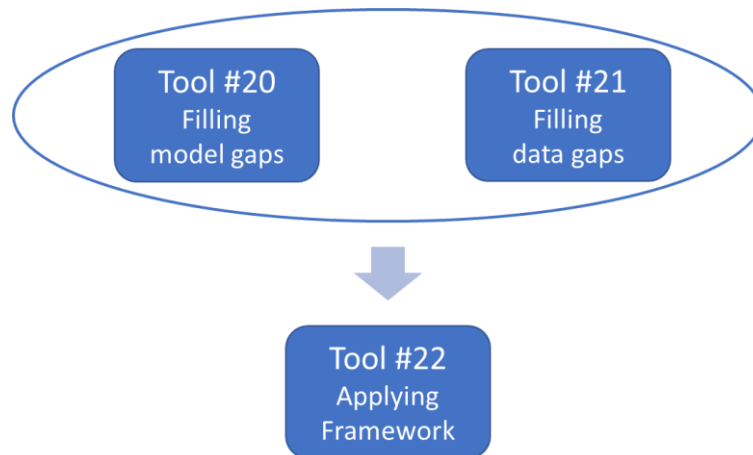 Tool #20
Filling
model gaps
Tool #21
Filling
data gaps
Tool #22
Applying
Framework